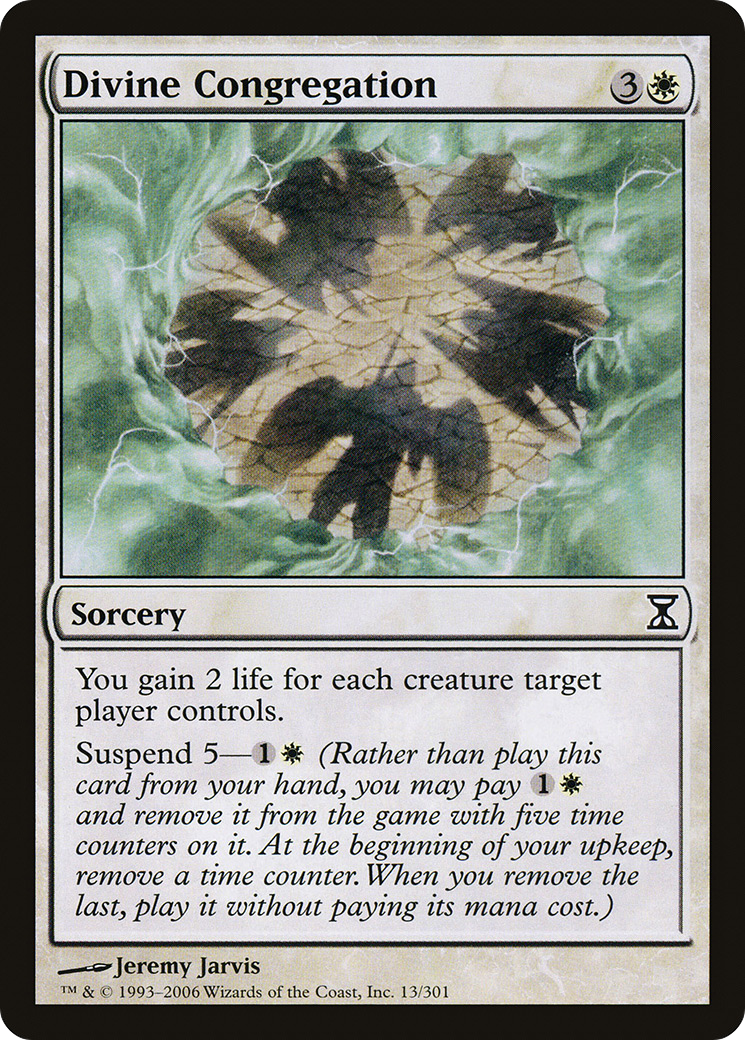 Divine Congregation 3
Sorcery
You gain 2 life for each creature target
player controls.
Suspend 5—1 (Rather than play this
card from your hand, you may pay 1
and remove it from the game with five time
counters on it. At the beginning of your upkeep,
remove a time counter. When you remove the
last, play it without paying its mana cost.)
Jeremy Jarvis
™ & © 1993–2006 Wizards of the Coast, Inc. 13/301